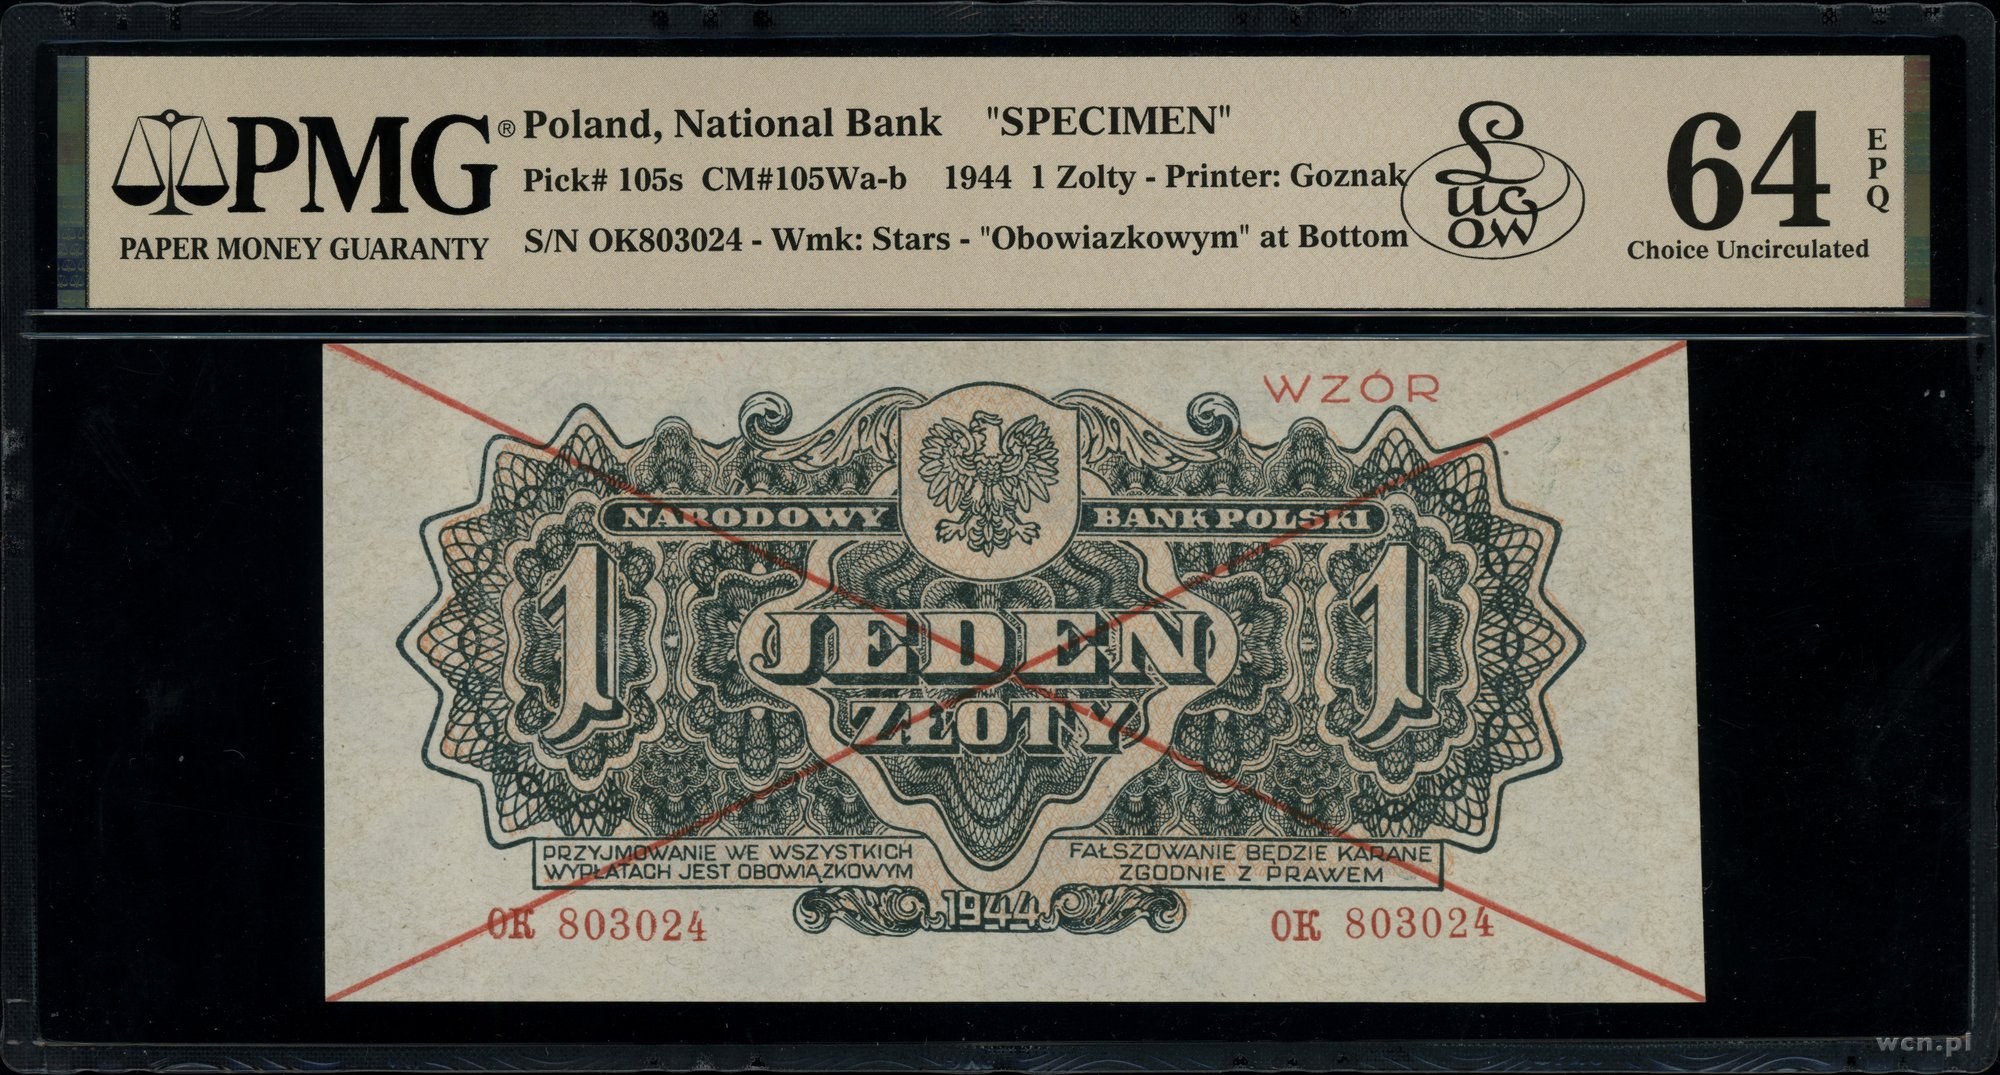 PMG®
PAPER MONEY GUARANTY
Poland, National Bank "SPECIMEN"
Pick# 105s CM#105Wa-b 1944 1 Zolty - Printer: Goznak
S/N OK803024 - Wmk: Stars - "Obowiazkowym" at Bottom
Lugow
64
EPQ
Choice Uncirculated
WZÓR
NARODOWY BANK POLSKI
1 1
JEDEN
ZŁOTY
PRZYJMOWANIE WE WSZYSTKICH
WYPŁATACH JEST OBOWIĄZKOWYM
FAŁSZOWANIE BĘDZIE KARANE
ZGODNIE Z PRAWEM
1944
OK 803024 OK 803024
wcn.pl